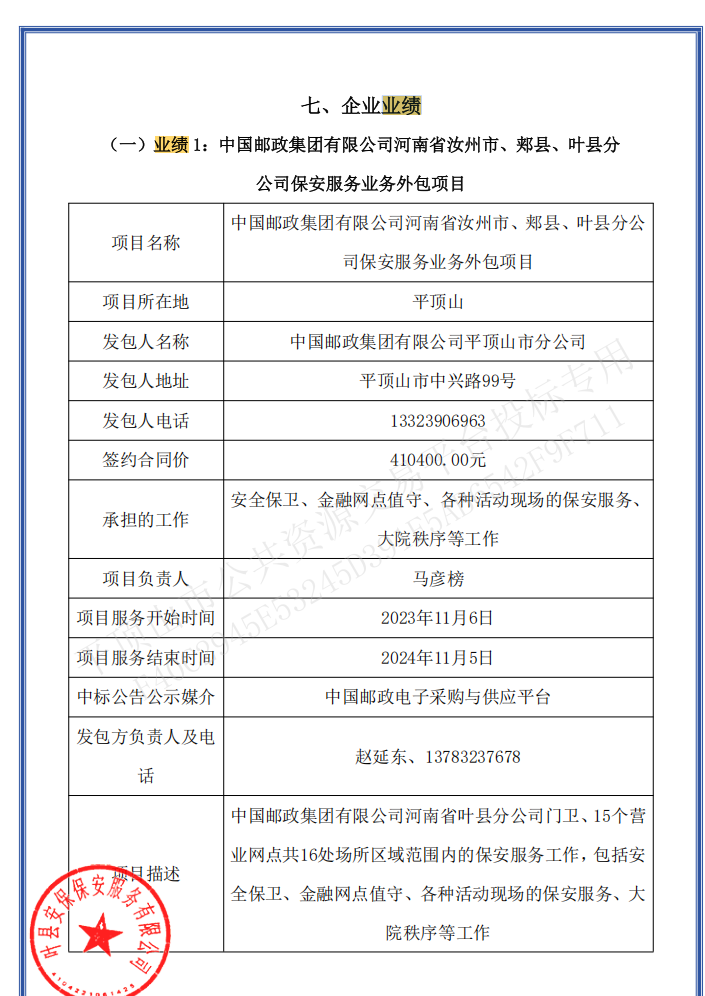 七、企业业绩
（一）业绩 1：中国邮政集团有限公司河南省汝州市、郏县、叶县分
公司保安服务业务外包项目
项目名称
中国邮政集团有限公司河南省汝州市、郏县、叶县分公
司保安服务业务外包项目
项目所在地
平顶山
发包人名称
中国邮政集团有限公司平顶山市分公司
发包人地址
平顶山市中兴路99号
发包人电话
13323906963
签约合同价
410400.00元
承担的工作
安全保卫、金融网点值守、各种活动现场的保安服务、
大院秩序等工作
项目负责人
马彦榜
项目服务开始时间
2023年11月6日
项目服务结束时间
2024年11月5日
中标公告公示媒介
中国邮政电子采购与供应平台
发包方负责人及电
话
赵延东、13783237678
项目描述
中国邮政集团有限公司河南省叶县分公司门卫、15个营
业网点共16处场所区域范围内的保安服务工作，包括安
全保卫、金融网点值守、各种活动现场的保安服务、大
院秩序等工作
叶县安保保安服务有限公司
平顶山市公共资源交易平台投标专用